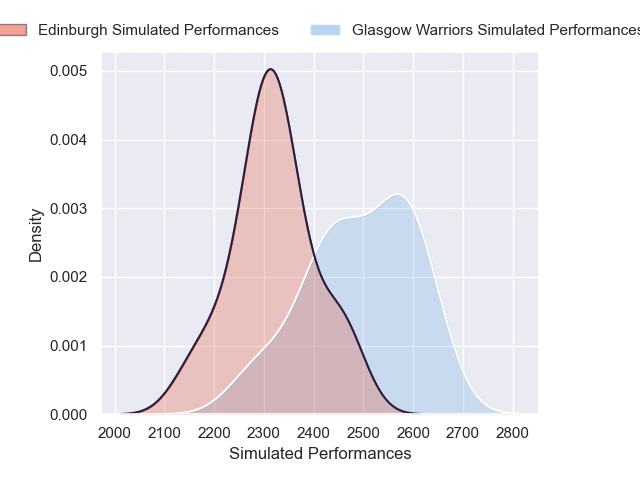 Edinburgh Simulated Performances
Glasgow Warriors Simulated Performances
0.005
0.004
0.003
0.002
0.001
0.000
Density
2000 2100 2200 2300 2400 2500 2600 2700 2800
Simulated Performances